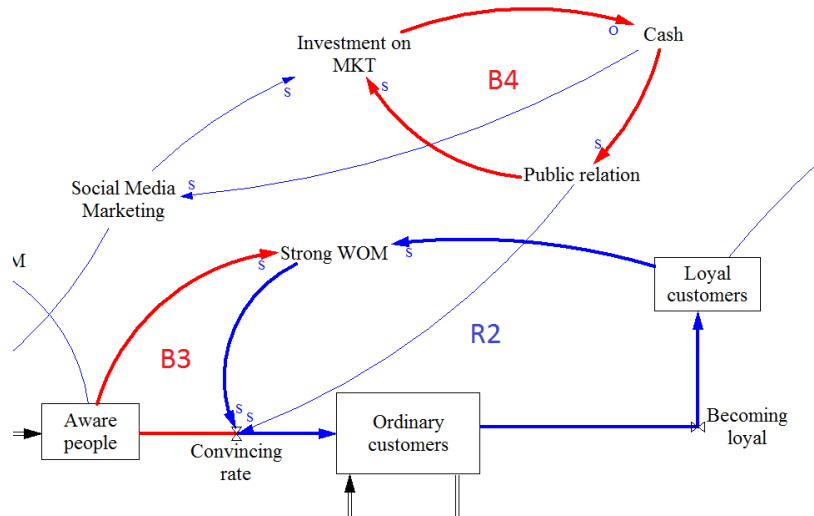 Investment on
MKT
O
Cash
S
S
B4
S
Public relation
Social Media
Marketing
S
M
Strong WOM
S
S
Loyal
customers
B3
R2
S
S
Aware
people
Convincing
rate
Ordinary
customers
Becoming
loyal